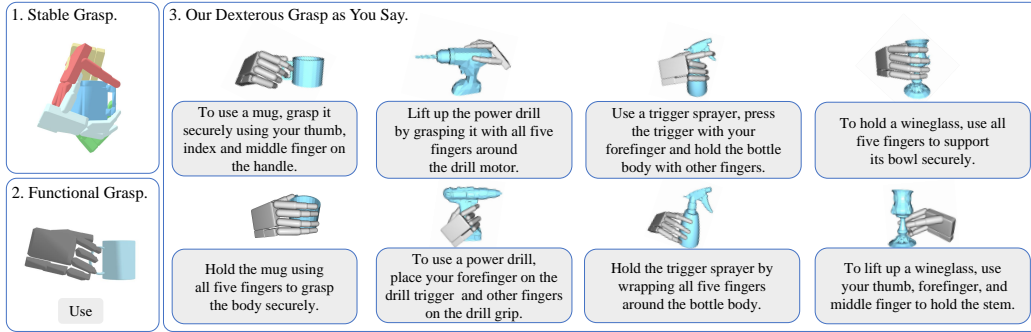 1. Stable Grasp.
2. Functional Grasp.
Use
3. Our Dexterous Grasp as You Say.
To use a mug, grasp it
securely using your thumb,
index and middle finger on
the handle.
Lift up the power drill
by grasping it with all five
fingers around
the drill motor.
Use a trigger sprayer, press
the trigger with your
forefinger and hold the bottle
body with other fingers.
To hold a wineglass, use all
five fingers to support
its bowl securely.
Hold the mug using
all five fingers to grasp
the body securely.
To use a power drill,
place your forefinger on the
drill trigger and other fingers
on the drill grip.
Hold the trigger sprayer by
wrapping all five fingers
around the bottle body.
To lift up a wineglass, use
your thumb, forefinger, and
middle finger to hold the stem.